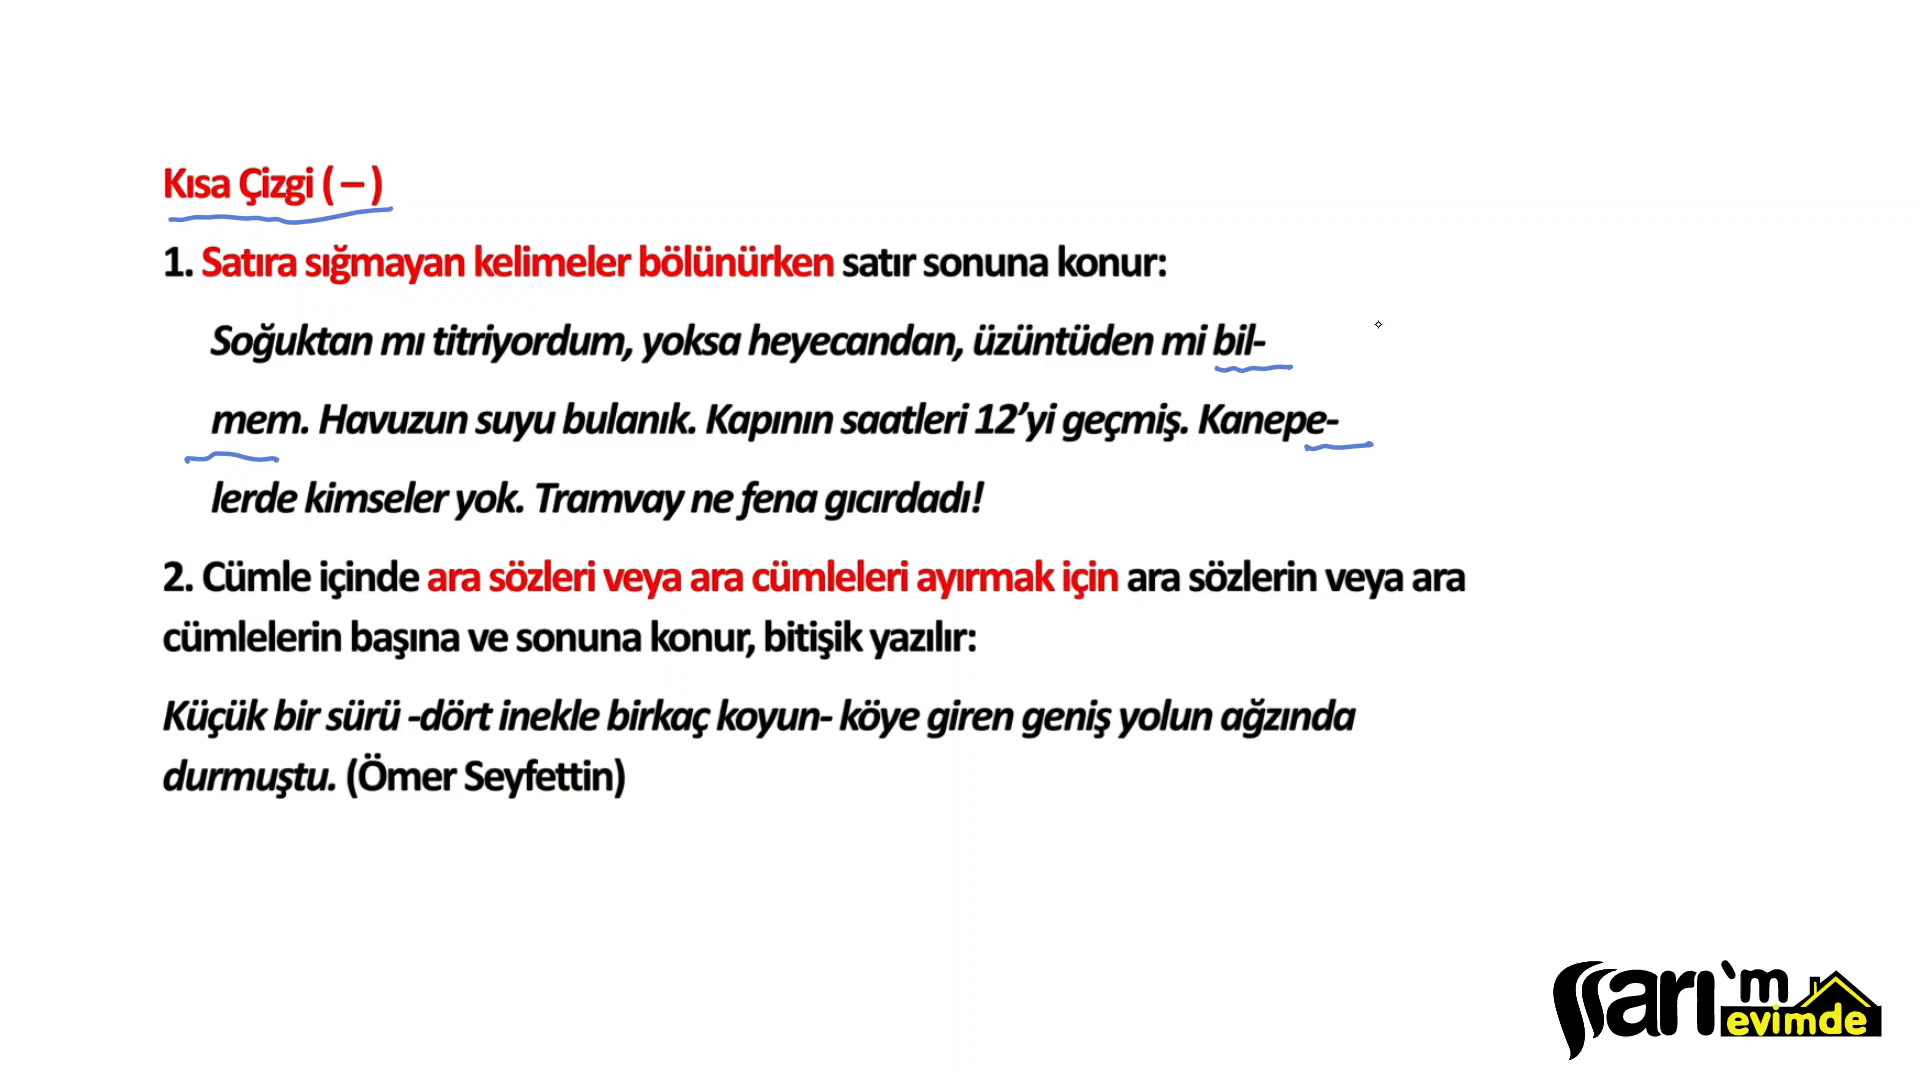 Kısa Çizgi ( – )
1. Satıra sığmayan kelimeler bölünürken satır sonuna konur:
Soğuktan mı titriyordum, yoksa heyecandan, üzüntüden mi bil-
mem. Havuzun suyu bulanık. Kapının saatleri 12’yi geçmiş. Kanepe-
lerde kimseler yok. Tramvay ne fena gıcırdadı!
2. Cümle içinde ara sözleri veya ara cümleleri ayırmak için ara sözlerin veya ara
cümlelerin başına ve sonuna konur, bitişik yazılır:
Küçük bir sürü -dört inekle birkaç koyun- köye giren geniş yolun ağzında
durmuştu. (Ömer Seyfettin)
Sarı'm
evimde